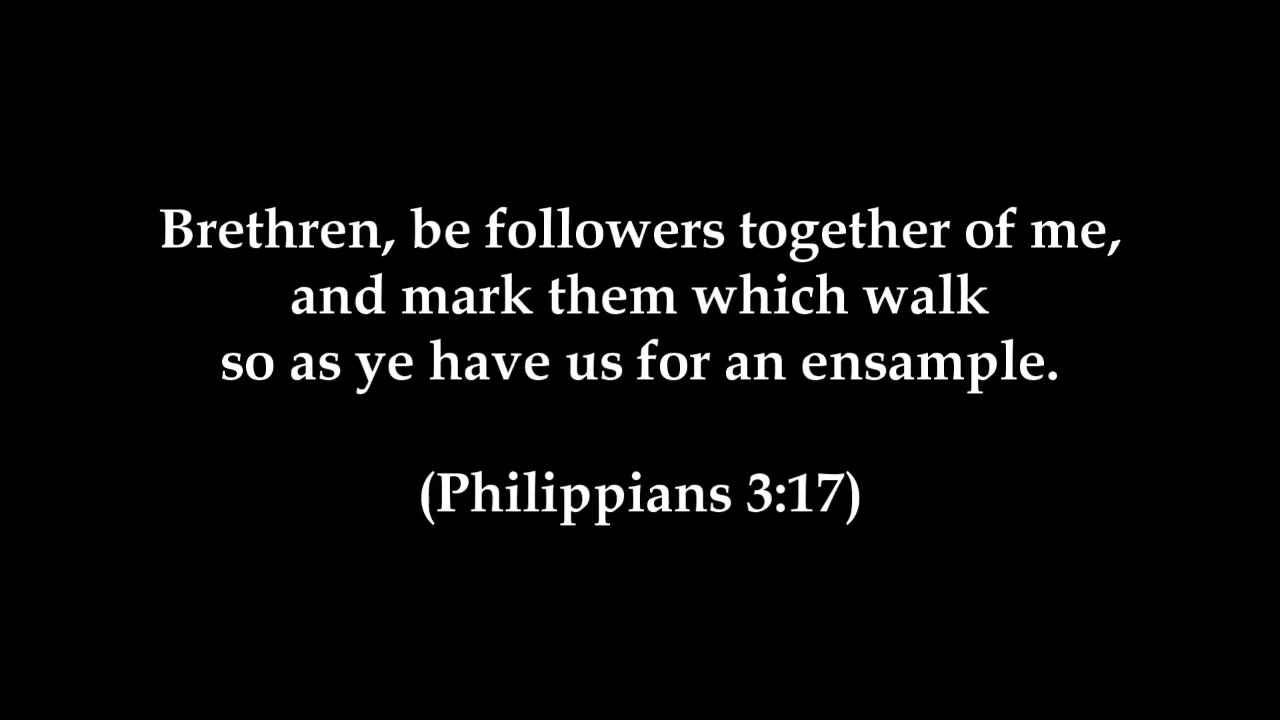 Brethren, be followers together of me,
and mark them which walk
so as ye have us for an ensample.
(Philippians 3:17)